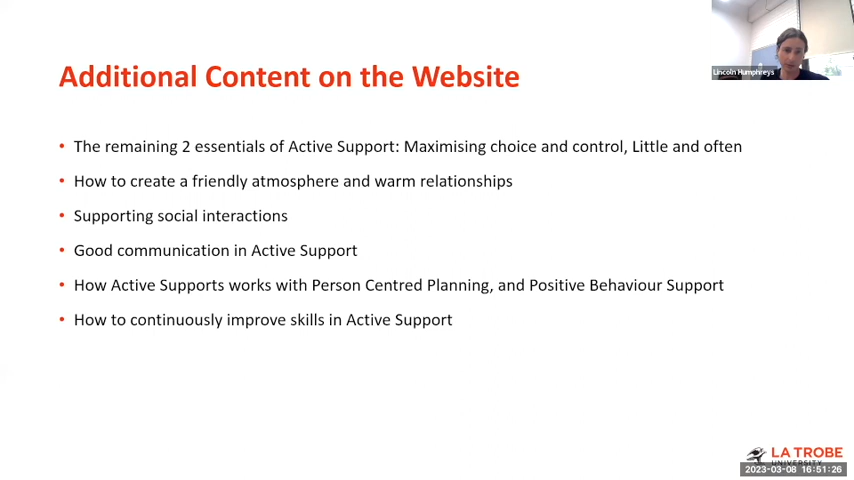 Lincoln Humphreys
Additional Content on the Website
• The remaining 2 essentials of Active Support: Maximising choice and control, Little and often
• How to create a friendly atmosphere and warm relationships
• Supporting social interactions
• Good communication in Active Support
• How Active Supports works with Person Centred Planning, and Positive Behaviour Support
• How to continuously improve skills in Active Support
LA TROBE
UNIVERSITY
2023-03-08 16:51:26